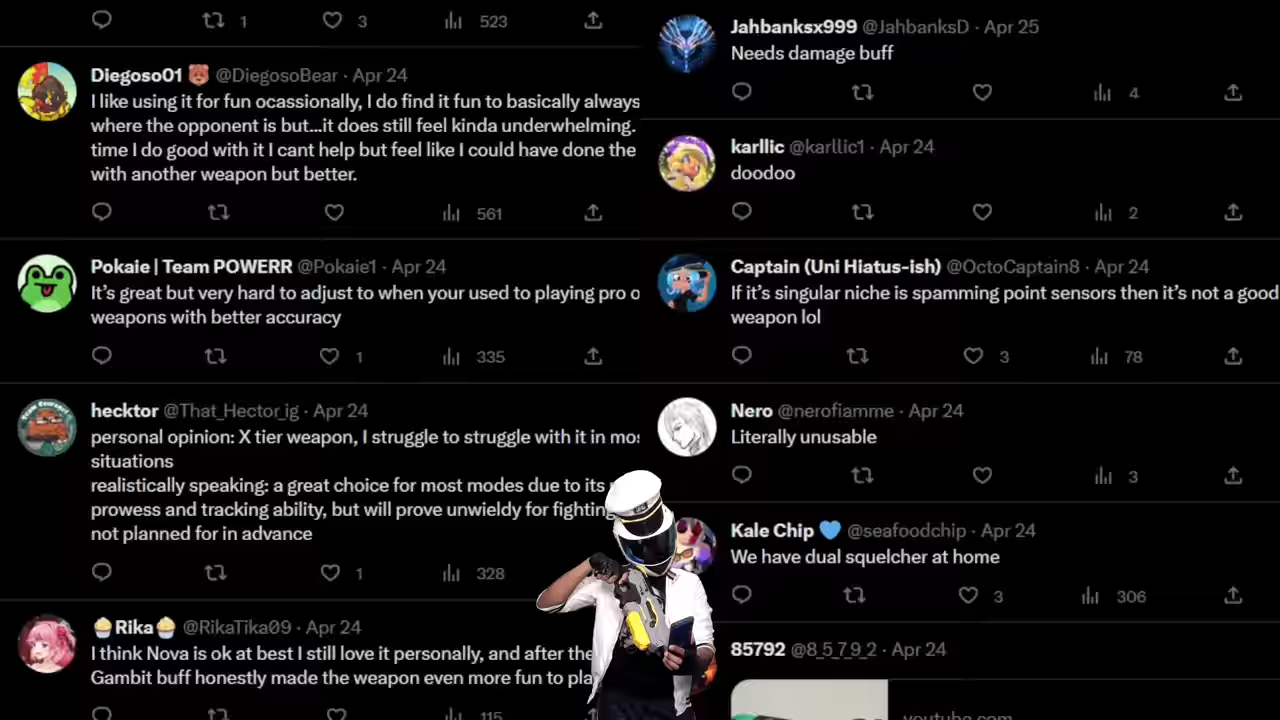 1 3 523
Diegoso01 @DiegosoBear · Apr 24
I like using it for fun ocassionally, I do find it fun to basically always
where the opponent is but...it does still feel kinda underwhelming.
time I do good with it I cant help but feel like I could have done the
with another weapon but better.
561
Pokaie | Team POWERR @Pokaie1 · Apr 24
It's great but very hard to adjust to when your used to playing pro o
weapons with better accuracy
1 335
hecktor @That_Hector_ig · Apr 24
personal opinion: X tier weapon, I struggle to struggle with it in mos
situations
realistically speaking: a great choice for most modes due to its
prowess and tracking ability, but will prove unwieldy for fighting
not planned for in advance
1 328
Rika @RikaTika09 · Apr 24
I think Nova is ok at best I still love it personally, and after the
Gambit buff honestly made the weapon even more fun to pla
115
Jahbanksx999 @JahbanksD · Apr 25
Needs damage buff
4
karllic @karllic1 · Apr 24
doodoo
2
Captain (Uni Hiatus-ish) @OctoCaptain8 · Apr 24
If it's singular niche is spamming point sensors then it's not a good
weapon lol
3 78
Nero @nerofiamme · Apr 24
Literally unusable
3
Kale Chip @seafoodchip · Apr 24
We have dual squelcher at home
3 306
85792 @8_5_7_9_2 · Apr 24
youtube.com